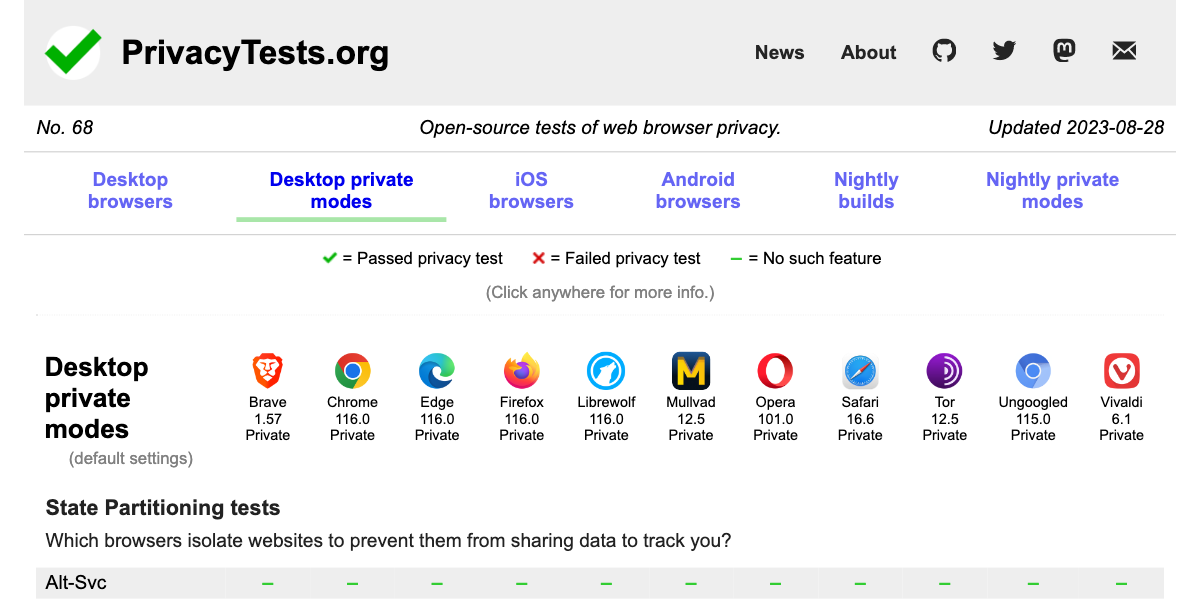 PrivacyTests.org
News About
No. 68 Open-source tests of web browser privacy. Updated 2023-08-28
Desktop browsers
Desktop private modes
iOS browsers
Android browsers
Nightly builds
Nightly private modes
= Passed privacy test = Failed privacy test = No such feature
(Click anywhere for more info.)
Desktop
private
modes
(default settings)
Brave
1.57
Private
Chrome
116.0
Private
Edge
116.0
Private
Firefox
116.0
Private
Librewolf
116.0
Private
Mullvad
12.5
Private
Opera
101.0
Private
Safari
16.6
Private
Tor
12.5
Private
Ungoogled
115.0
Private
Vivaldi
6.1
Private
State Partitioning tests
Which browsers isolate websites to prevent them from sharing data to track you?
Alt-Svc – – – – – – – – – – –